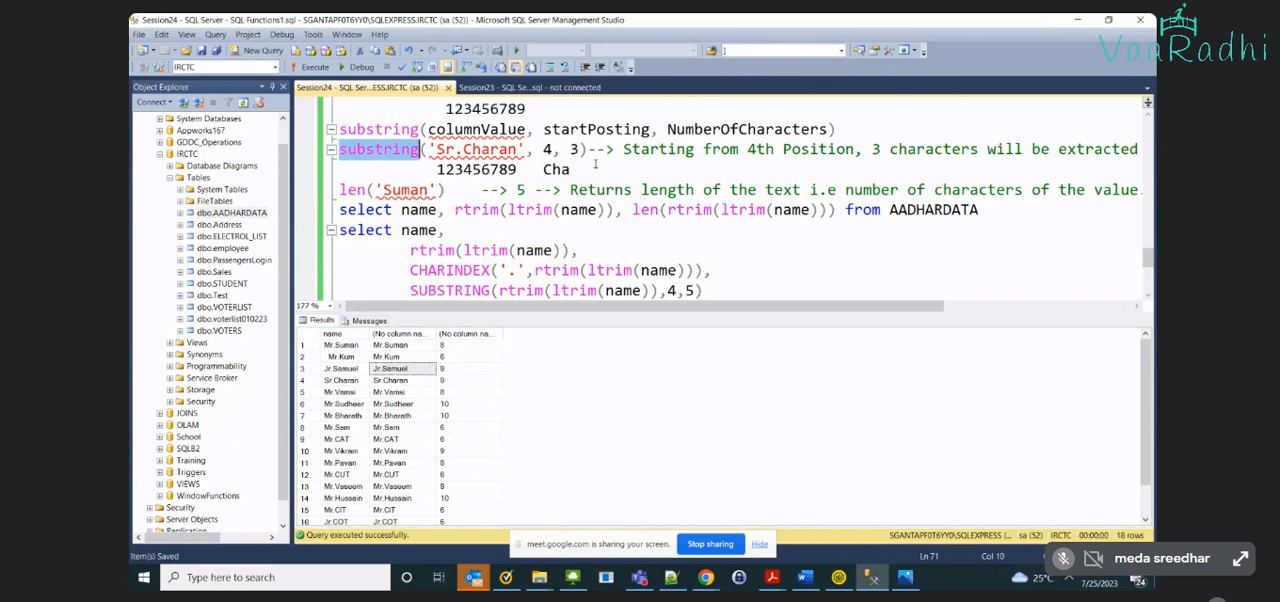 VaaRadhi
Session24 - SQL Server - SQL Functions1.sql - SGANTAPF0T6YY0\SQLEXPRESS.IRCTC (sa (52)) - Microsoft SQL Server Management Studio
File Edit View Query Project Debug Tools Window Help
New Query
IRCTC Execute Debug
Object Explorer
Connect
System Databases
Appworks167
GDDC_Operations
IRCTC
Database Diagrams
Tables
System Tables
FileTables
dbo.AADHARDATA
dbo.Address
dbo.ELECTROL_LIST
dbo.employee
dbo.PassengersLogin
dbo.Sales
dbo.STUDENT
dbo.Test
dbo.VOTERLIST
dbo.voterlist010223
dbo.VOTERS
Views
Synonyms
Programmability
Service Broker
Storage
Security
JOINS
OLAM
School
SQLB2
Training
Triggers
VIEWS
WindowFunctions
Security
Server Objects
Replication
Session24 - SQL Ser...ESS.IRCTC (sa (52)) Session23 - SQL Se...sql - not connected
123456789
substring(columnValue, startPosting, NumberOfCharacters)
substring('Sr.Charan', 4, 3)--> Starting from 4th Position, 3 characters will be extracted
123456789 Cha
len('Suman') --> 5 --> Returns length of the text i.e number of characters of the value.
select name, rtrim(ltrim(name)), len(rtrim(ltrim(name))) from AADHARDATA
select name,
rtrim(ltrim(name)),
CHARINDEX('.',rtrim(ltrim(name))),
SUBSTRING(rtrim(ltrim(name)),4,5)
177 %
Results Messages
name (No column na... (No column na...
1 Mr.Suman Mr.Suman 8
2 Mr.Kum Mr.Kum 6
3 Jr.Samuel Jr.Samuel 9
4 Sr.Charan Sr.Charan 9
5 Mr.Vamsi Mr.Vamsi 8
6 Mr.Sudheer Mr.Sudheer 10
7 Mr.Bharath Mr.Bharath 10
8 Mr.Sam Mr.Sam 6
9 Mr.CAT Mr.CAT 6
10 Mr.Vikram Mr.Vikram 9
11 Mr.Pavan Mr.Pavan 8
12 Mr.CUT Mr.CUT 6
13 Mr.Vaseem Mr.Vaseem 9
14 Mr.Hussain Mr.Hussain 10
15 Mr.CIT Mr.CIT 6
16 Jr.COT Jr.COT 6
Query executed successfully. SGANTAPF0T6YY0\SQLEXPRESS (... sa (52) IRCTC 00:00:00 18 rows
meet.google.com is sharing your screen. Stop sharing Hide
Item(s) Saved Ln 71 Col 10
meda sreedhar
Type here to search
25°C
7/25/2023
24